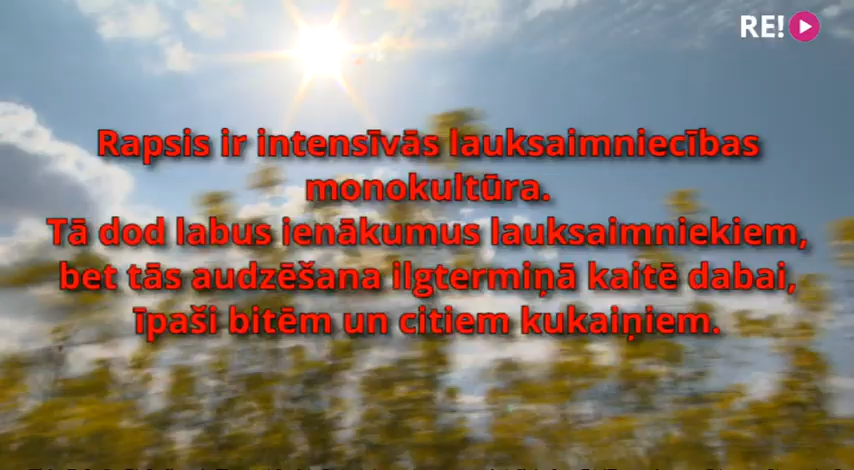 RE!
Rapsis ir intensīvās lauksaimniecības
monokultūra.
Tā dod labus ienākumus lauksaimniekiem,
bet tās audzēšana ilgtermiņā kaitē dabai,
īpaši bitēm un citiem kukaiņiem.